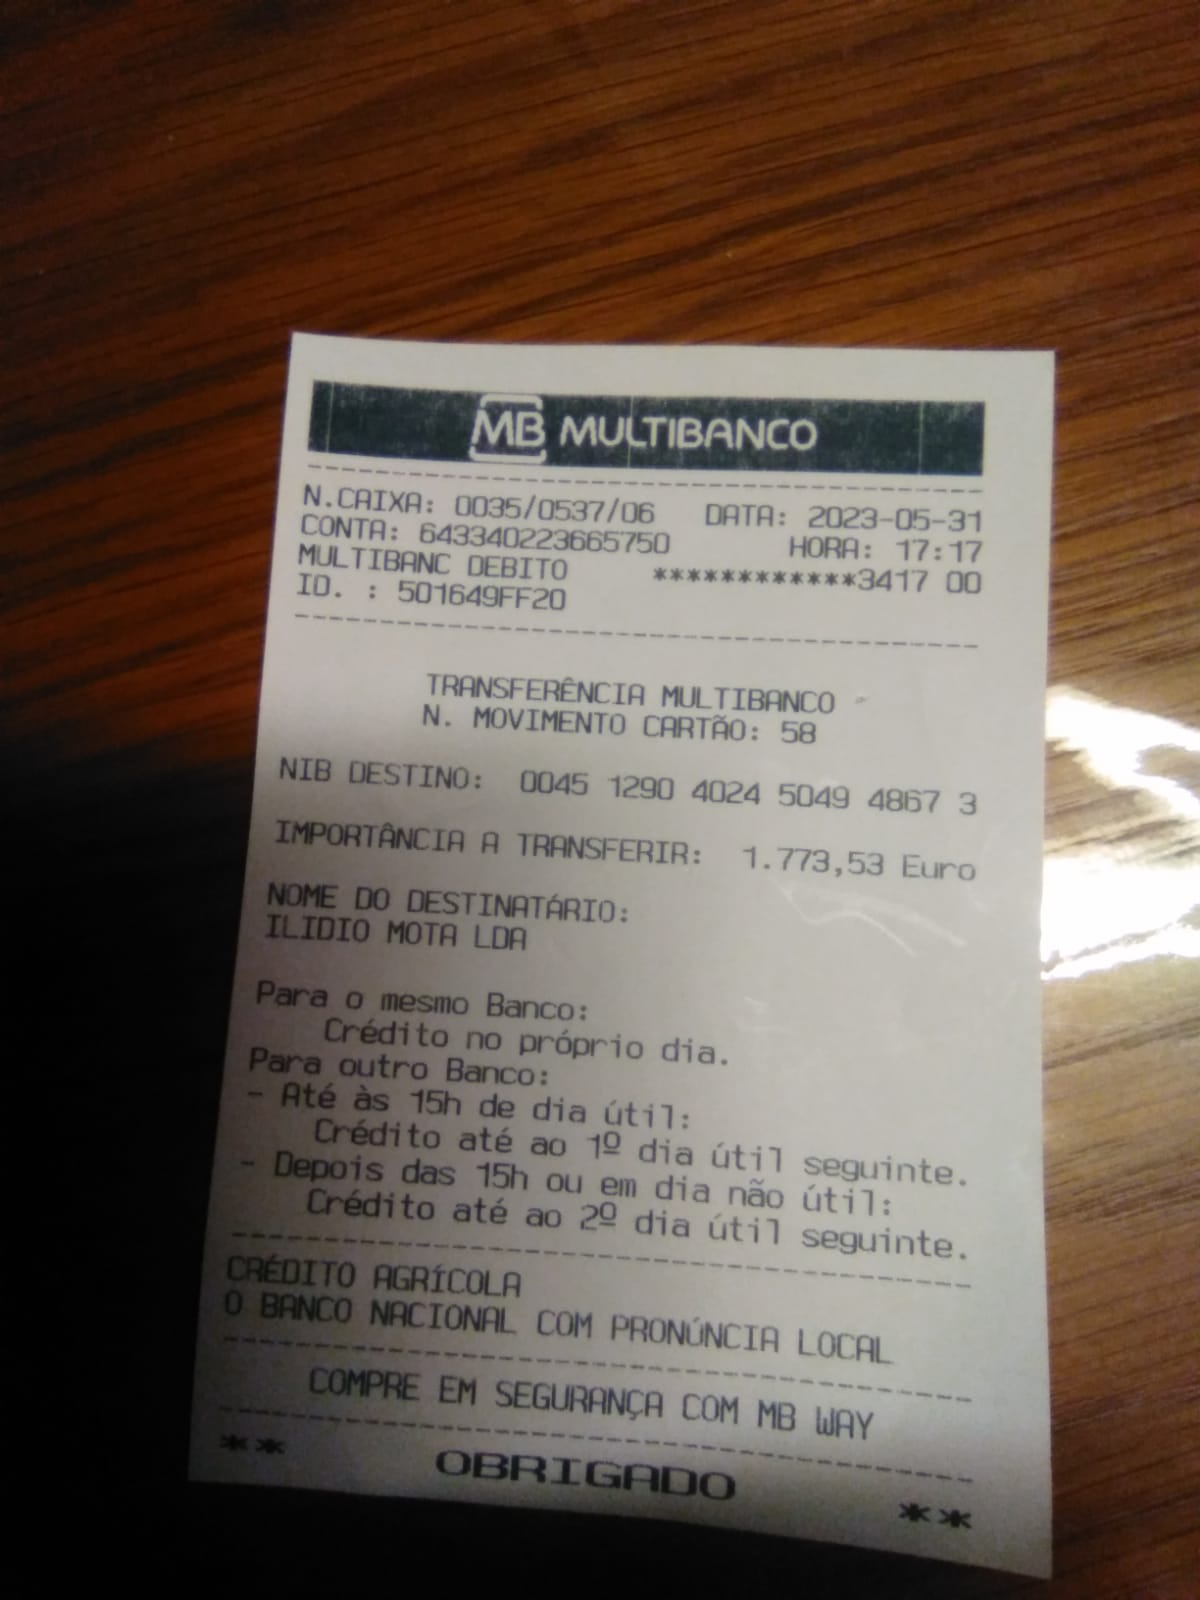 MB MULTIBANCO
N.CAIXA: 0035/0537/06 DATA: 2023-05-31
CONTA: 643340223665750 HORA: 17:17
MULTIBANC DEBITO ************3417 00
ID. : 501649FF20
TRANSFERÊNCIA MULTIBANCO
N. MOVIMENTO CARTÃO: 58
NIB DESTINO: 0045 1290 4024 5049 4867 3
IMPORTÂNCIA A TRANSFERIR: 1.773,53 Euro
NOME DO DESTINATÁRIO:
ILIDIO MOTA LDA
Para o mesmo Banco:
Crédito no próprio dia.
Para outro Banco:
- Até às 15h de dia útil:
Crédito até ao 1º dia útil seguinte.
- Depois das 15h ou em dia não útil:
Crédito até ao 2º dia útil seguinte.
CRÉDITO AGRÍCOLA
O BANCO NACIONAL COM PRONÚNCIA LOCAL
COMPRE EM SEGURANÇA COM MB WAY
** OBRIGADO **